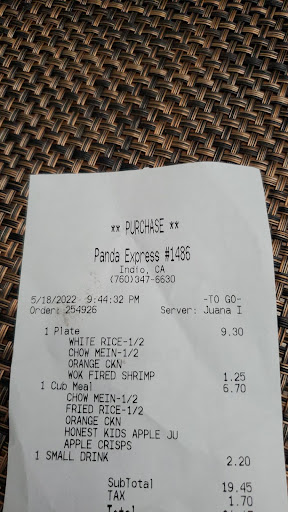 ** PURCHASE **
Panda Express #1486
Indio, CA
(760)347-6630
5/18/2022 9:44:32 PM -TO GO-
Order: 254926 Server: Juana I
1 Plate 9.30
WHITE RICE-1/2
CHOW MEIN-1/2
ORANGE CKN
WOK FIRED SHRIMP 1.25
1 Cub Meal 6.70
CHOW MEIN-1/2
FRIED RICE-1/2
ORANGE CKN
HONEST KIDS APPLE JU
APPLE CRISPS
1 SMALL DRINK 2.20
SubTotal 19.45
TAX 1.70
Total